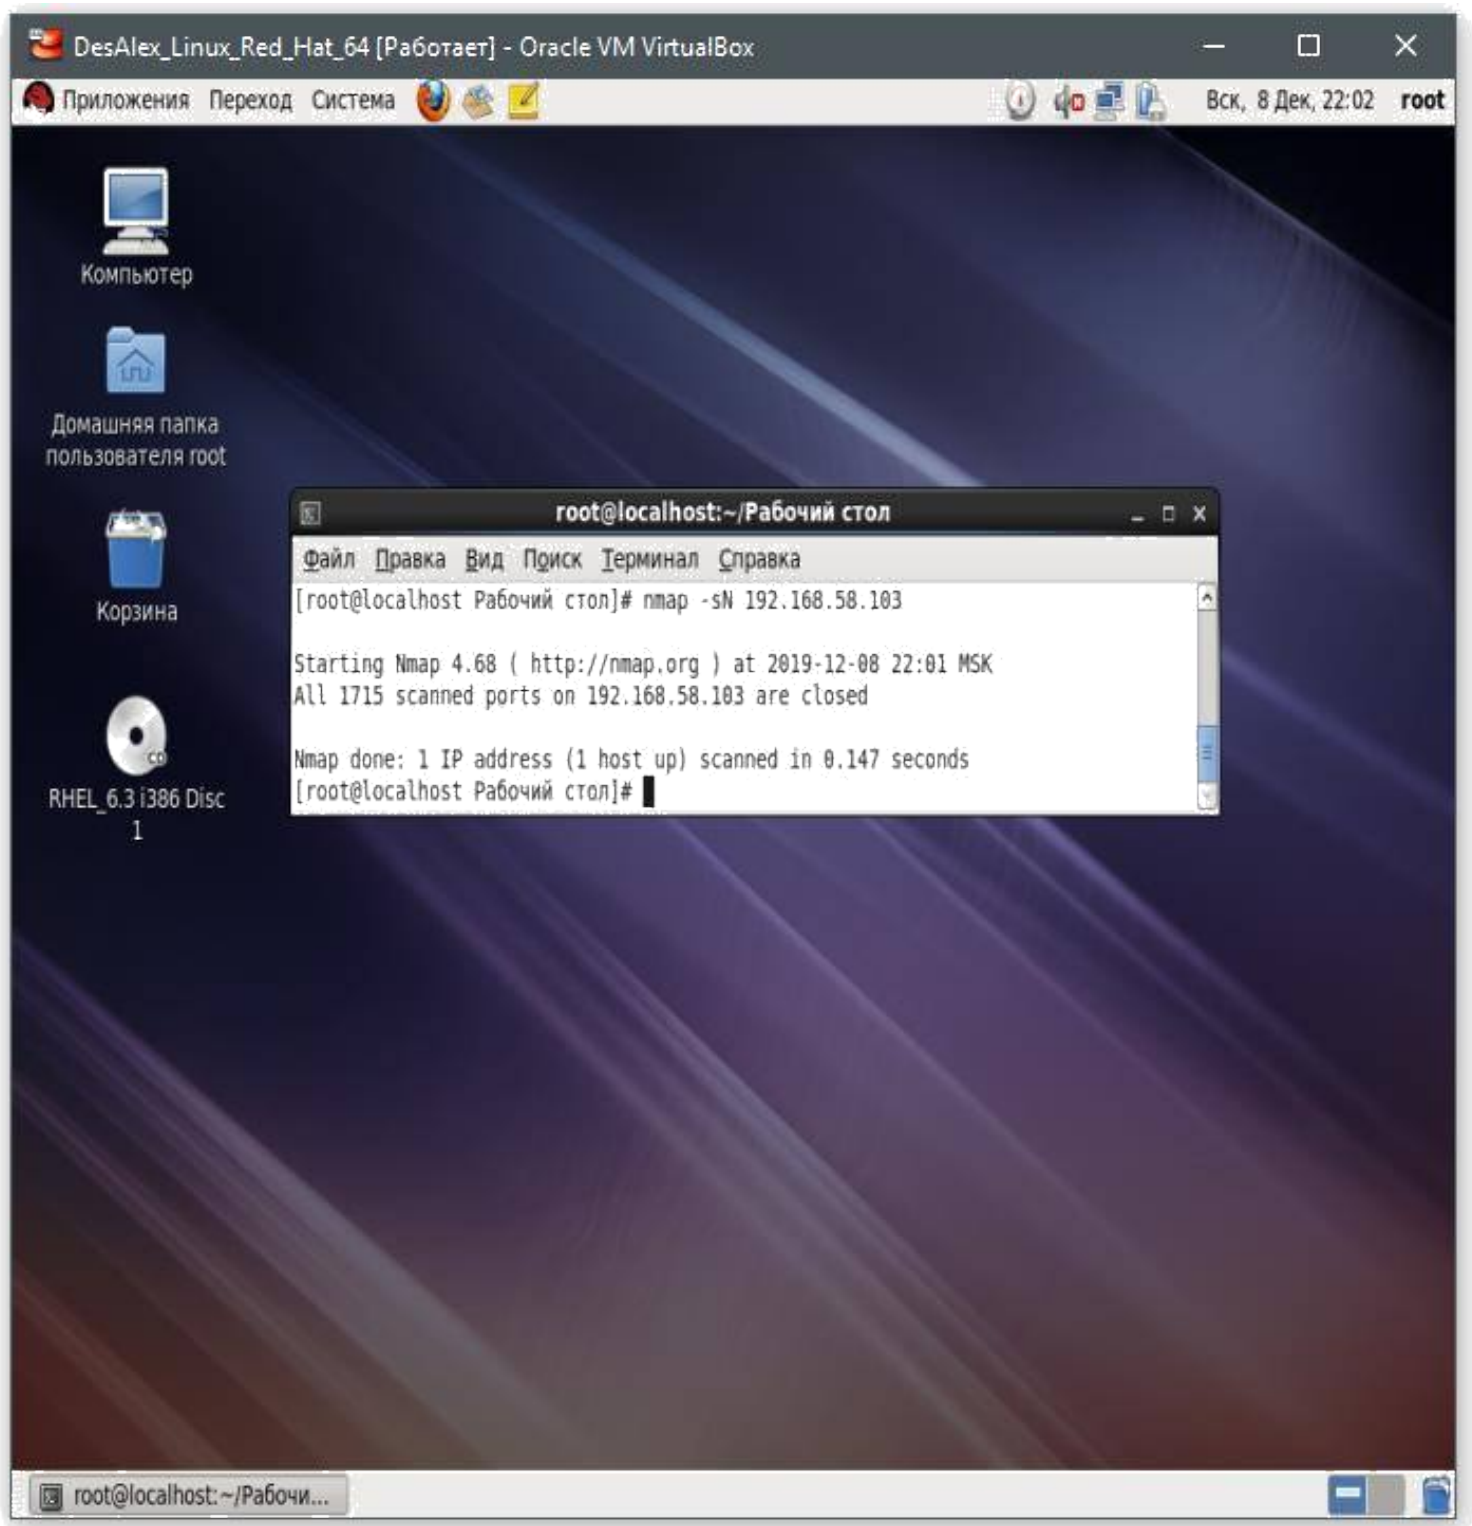 DesAlex_Linux_Red_Hat_64 [Работает] - Oracle VM VirtualBox
Приложения Переход Система Вск, 8 Дек, 22:02 root
Компьютер
Домашняя папка
пользователя root
Корзина
RHEL_6.3 i386 Disc
1
root@localhost:~/Рабочий стол
Файл Правка Вид Поиск Терминал Справка
[root@localhost Рабочий стол]# nmap -sN 192.168.58.103
Starting Nmap 4.68 ( http://nmap.org ) at 2019-12-08 22:01 MSK
All 1715 scanned ports on 192.168.58.103 are closed
Nmap done: 1 IP address (1 host up) scanned in 0.147 seconds
[root@localhost Рабочий стол]#
root@localhost:~/Рабочи...